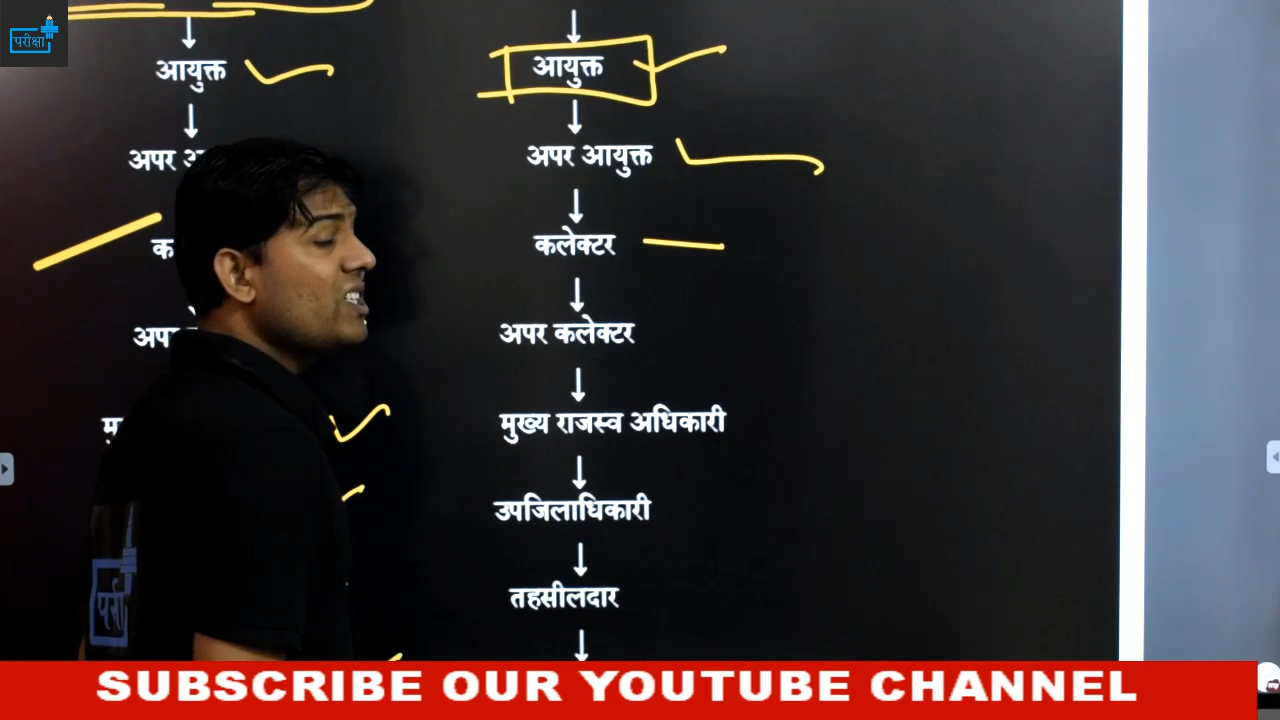 परीक्षा
आयुक्त
अपर
आयुक्त
अपर आयुक्त
कलेक्टर
अपर कलेक्टर
मुख्य राजस्व अधिकारी
उपजिलाधिकारी
तहसीलदार
SUBSCRIBE OUR YOUTUBE CHANNEL